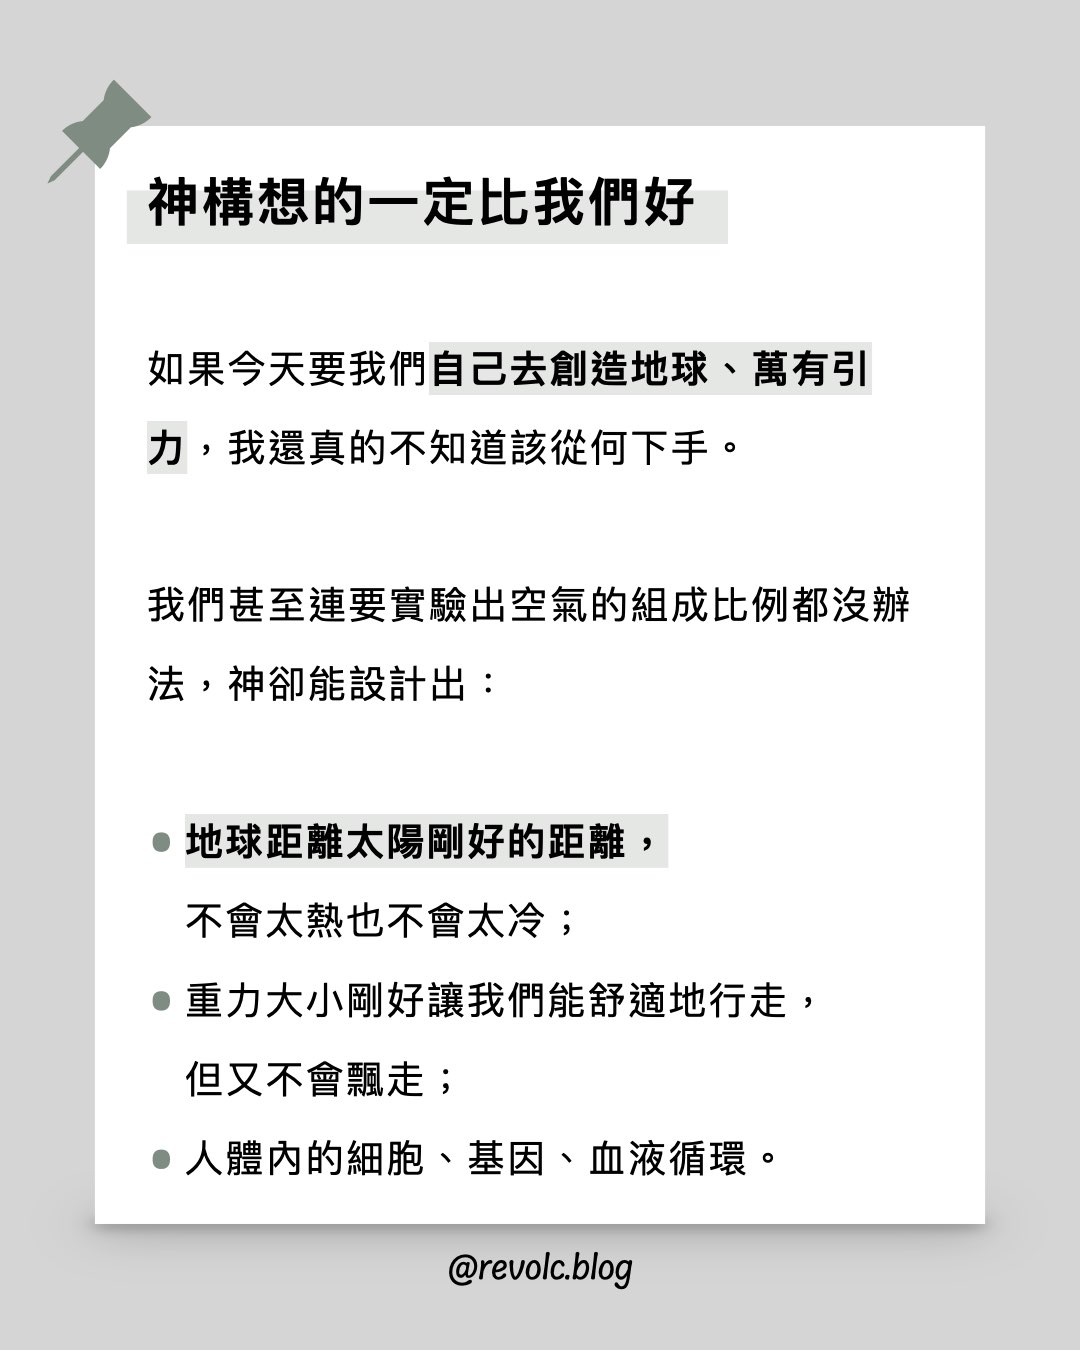 神構想的一定比我們好
如果今天要我們自己去創造地球、萬有引
力，我還真的不知道該從何下手。
我們甚至連要實驗出空氣的組成比例都沒辦
法，神卻能設計出：
● 地球距離太陽剛好的距離，
不會太熱也不會太冷；
● 重力大小剛好讓我們能舒適地行走，
但又不會飄走；
● 人體內的細胞、基因、血液循環。
@revolc.blog